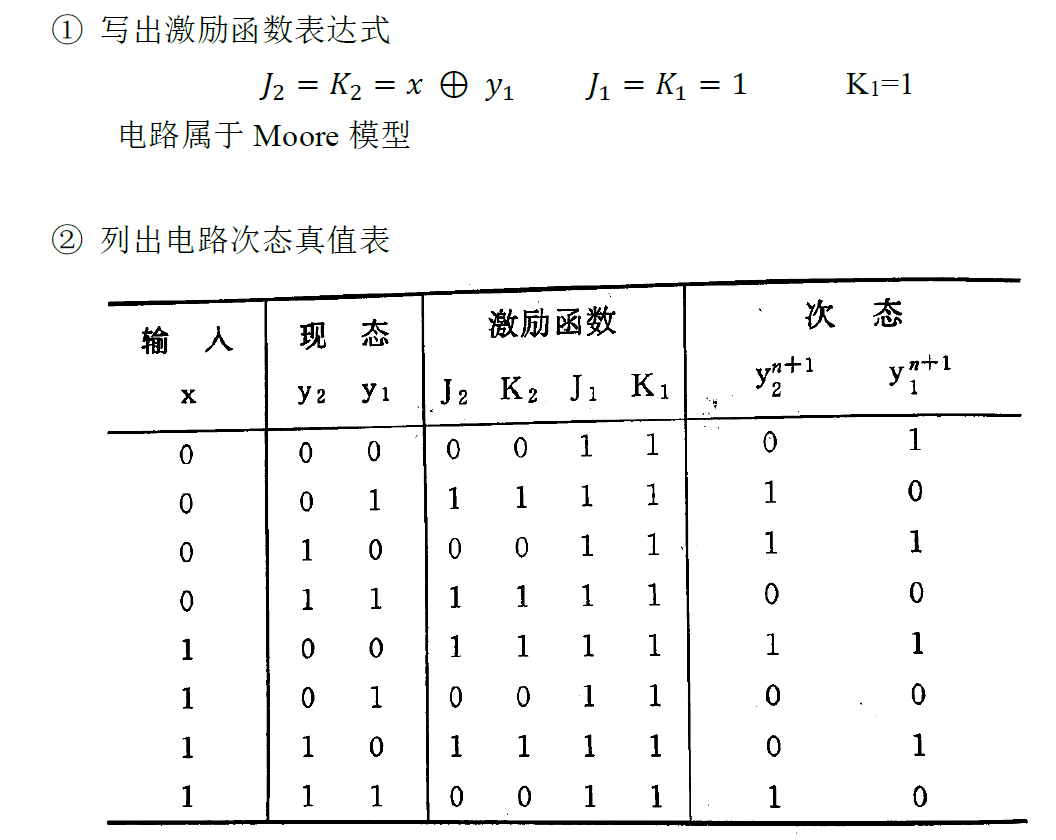 ① 写出激励函数表达式
J₂ = K₂ = x ⊕ y₁ J₁ = K₁ = 1 K₁=1
电路属于 Moore 模型
② 列出电路次态真值表
输 入 现 态 激励函数 次 态
x y₂ y₁ J₂ K₂ J₁ K₁ y₂ⁿ⁺¹ y₁ⁿ⁺¹
0 0 0 0 0 1 1 0 1
0 0 1 1 1 1 1 1 0
0 1 0 0 0 1 1 1 1
0 1 1 1 1 1 1 0 0
1 0 0 1 1 1 1 1 1
1 0 1 0 0 1 1 0 0
1 1 0 1 1 1 1 0 1
1 1 1 0 0 1 1 1 0